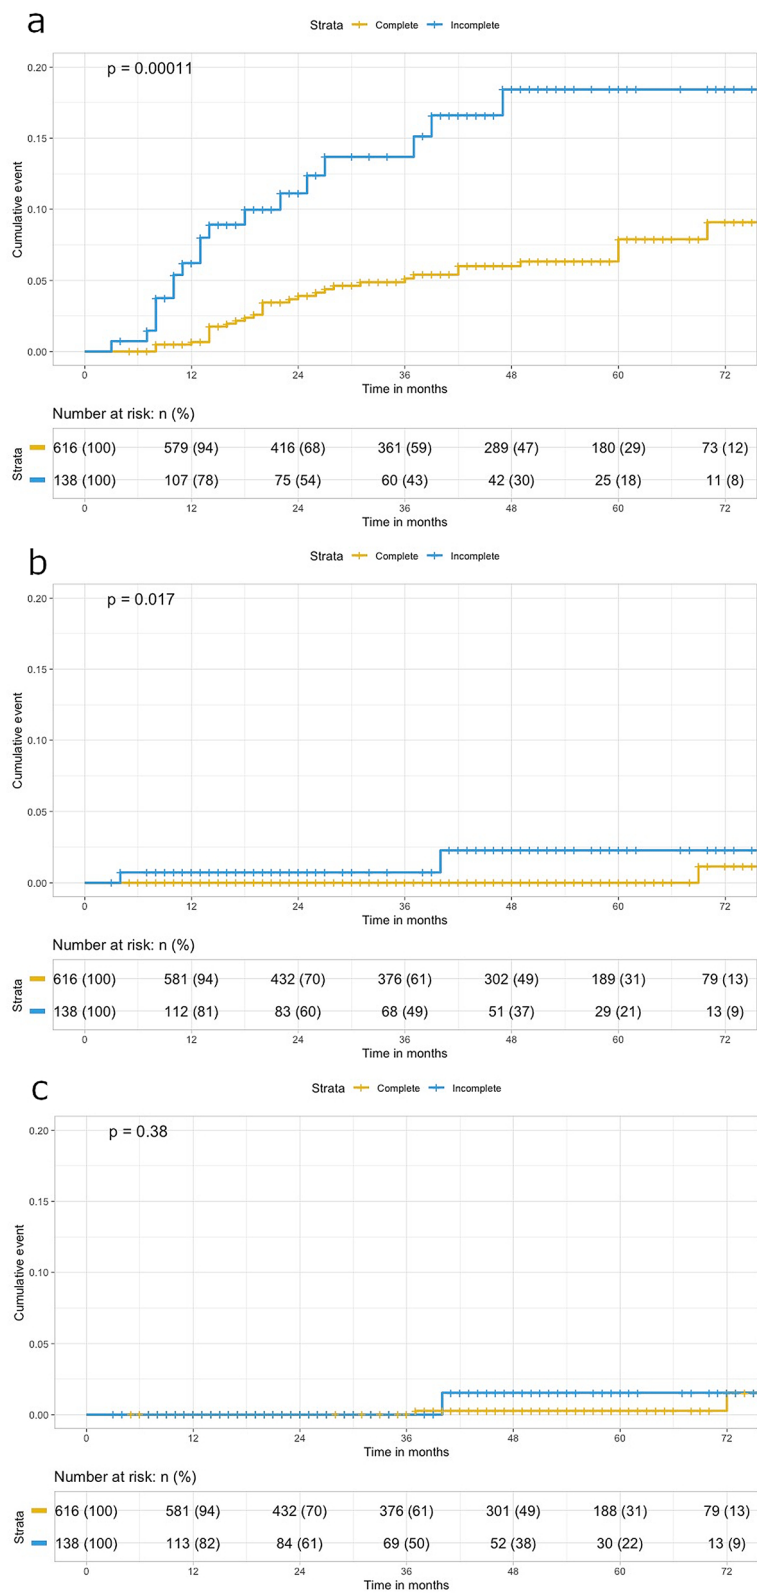 a
Strata Complete Incomplete
p = 0.00011
0.20
0.15
0.10
0.05
0.00
Cumulative event
0 12 24 36 48 60 72
Time in months
Number at risk: n (%)
Strata
616 (100) 579 (94) 416 (68) 361 (59) 289 (47) 180 (29) 73 (12)
138 (100) 107 (78) 75 (54) 60 (43) 42 (30) 25 (18) 11 (8)
0 12 24 36 48 60 72
Time in months
b
Strata Complete Incomplete
p = 0.017
0.20
0.15
0.10
0.05
0.00
Cumulative event
0 12 24 36 48 60 72
Time in months
Number at risk: n (%)
Strata
616 (100) 581 (94) 432 (70) 376 (61) 302 (49) 189 (31) 79 (13)
138 (100) 112 (81) 83 (60) 68 (49) 51 (37) 29 (21) 13 (9)
0 12 24 36 48 60 72
Time in months
c
Strata Complete Incomplete
p = 0.38
0.20
0.15
0.10
0.05
0.00
Cumulative event
0 12 24 36 48 60 72
Time in months
Number at risk: n (%)
Strata
616 (100) 581 (94) 432 (70) 376 (61) 301 (49) 188 (31) 79 (13)
138 (100) 113 (82) 84 (61) 69 (50) 52 (38) 30 (22) 13 (9)
0 12 24 36 48 60 72
Time in months